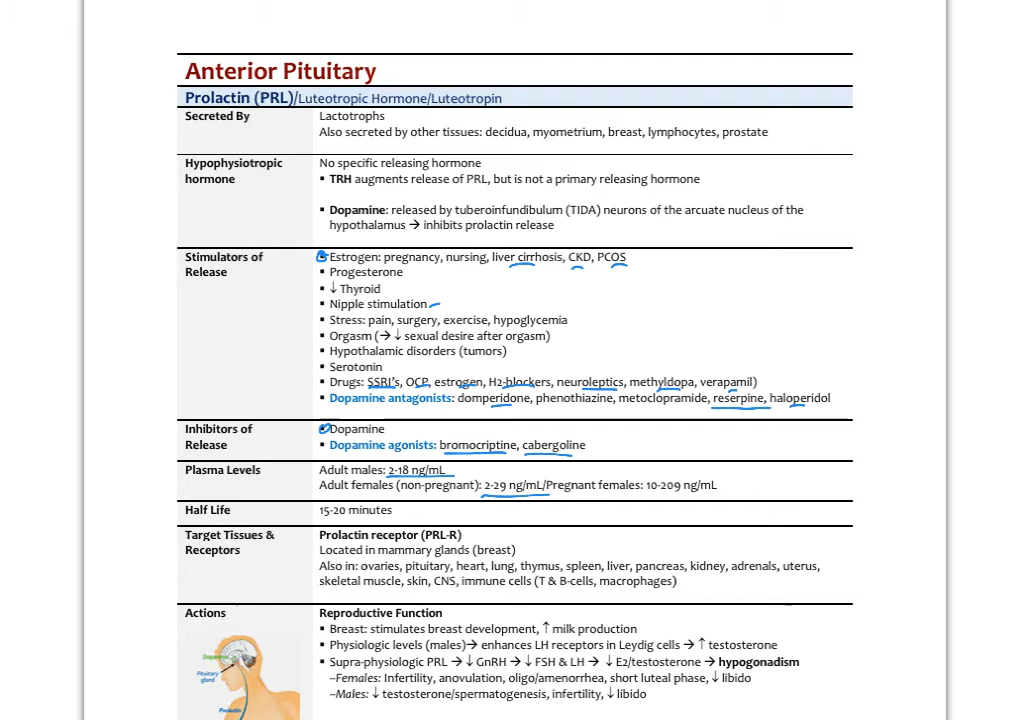 Anterior Pituitary
Prolactin (PRL)/Luteotropic Hormone/Luteotropin
Secreted By
Lactotrophs
Also secreted by other tissues: decidua, myometrium, breast, lymphocytes, prostate
Hypophysiotropic
hormone
No specific releasing hormone
▪ TRH augments release of PRL, but is not a primary releasing hormone
▪ Dopamine: released by tuberoinfundibulum (TIDA) neurons of the arcuate nucleus of the
hypothalamus → inhibits prolactin release
Stimulators of
Release
▪ Estrogen: pregnancy, nursing, liver cirrhosis, CKD, PCOS
▪ Progesterone
▪ ↓ Thyroid
▪ Nipple stimulation
▪ Stress: pain, surgery, exercise, hypoglycemia
▪ Orgasm (→ ↓ sexual desire after orgasm)
▪ Hypothalamic disorders (tumors)
▪ Serotonin
▪ Drugs: SSRI's, OCP, estrogen, H2-blockers, neuroleptics, methyldopa, verapamil)
▪ Dopamine antagonists: domperidone, phenothiazine, metoclopramide, reserpine, haloperidol
Inhibitors of
Release
▪ Dopamine
▪ Dopamine agonists: bromocriptine, cabergoline
Plasma Levels
Adult males: 2-18 ng/mL
Adult females (non-pregnant): 2-29 ng/mL/Pregnant females: 10-209 ng/mL
Half Life
15-20 minutes
Target Tissues &
Receptors
Prolactin receptor (PRL-R)
Located in mammary glands (breast)
Also in: ovaries, pituitary, heart, lung, thymus, spleen, liver, pancreas, kidney, adrenals, uterus,
skeletal muscle, skin, CNS, immune cells (T & B-cells, macrophages)
Actions
Reproductive Function
▪ Breast: stimulates breast development, ↑ milk production
▪ Physiologic levels (males)→ enhances LH receptors in Leydig cells → ↑ testosterone
▪ Supra-physiologic PRL → ↓ GnRH → ↓ FSH & LH → ↓ E2/testosterone → hypogonadism
–Females: Infertility, anovulation, oligo/amenorrhea, short luteal phase, ↓ libido
–Males: ↓ testosterone/spermatogenesis, infertility, ↓ libido
Dopamine
Pituitary
gland
Prolactin